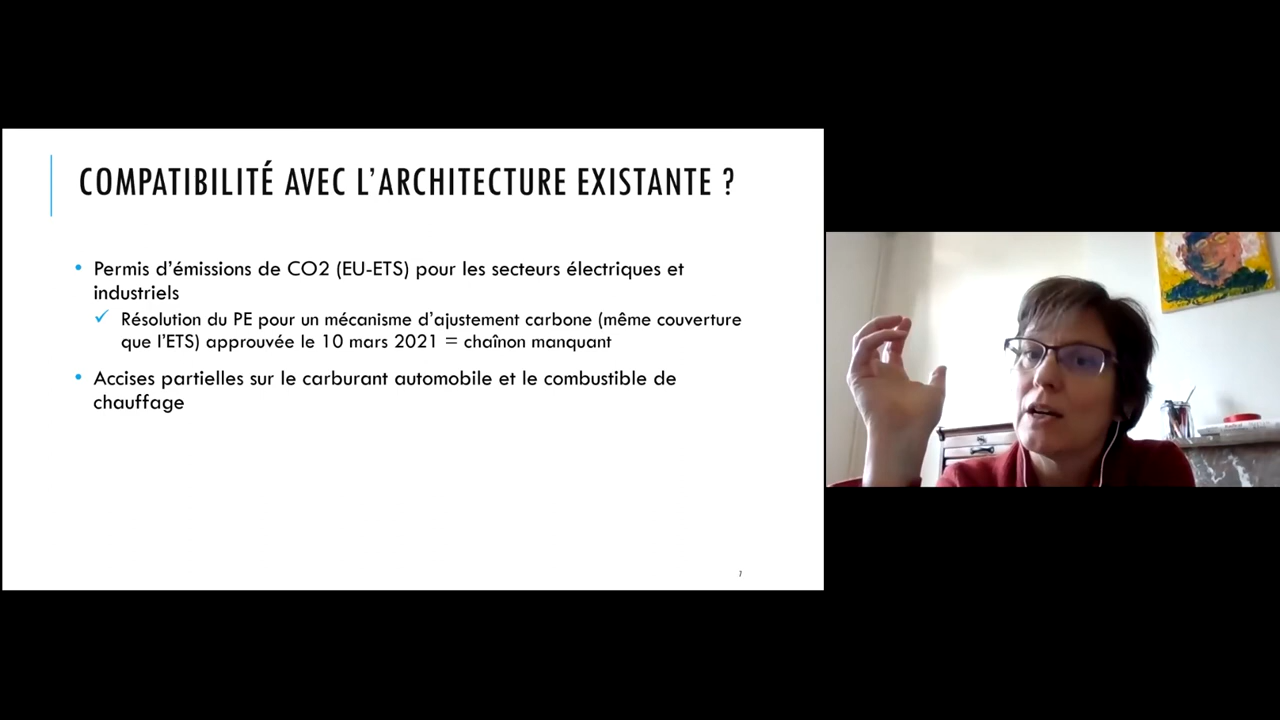 COMPATIBILITÉ AVEC L'ARCHITECTURE EXISTANTE ?
• Permis d'émissions de CO2 (EU-ETS) pour les secteurs électriques et
industriels
✓ Résolution du PE pour un mécanisme d'ajustement carbone (même couverture
que l'ETS) approuvée le 10 mars 2021 = chaînon manquant
• Accises partielles sur le carburant automobile et le combustible de
chauffage
7